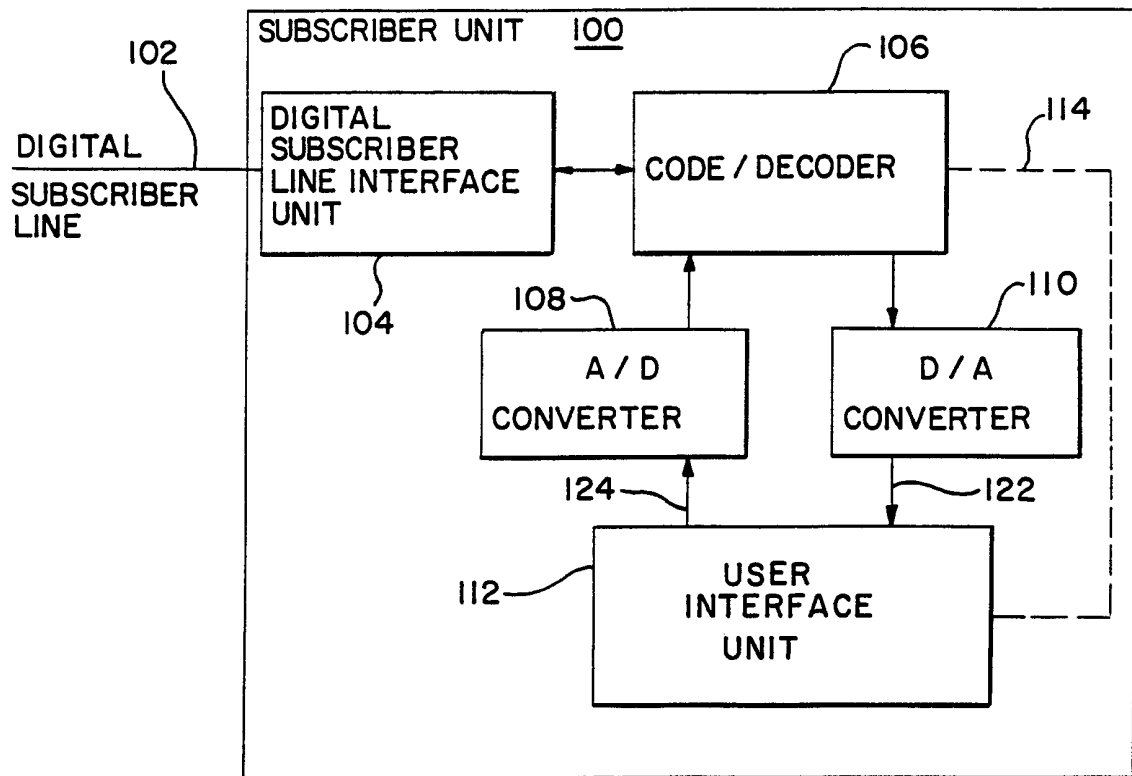 SUBSCRIBER UNIT 100
106
102
114
DIGITAL
SUBSCRIBER
LINE
DIGITAL
SUBSCRIBER
LINE INTERFACE
UNIT
CODE / DECODER
104
108
110
A / D
CONVERTER
D / A
CONVERTER
124
122
112
USER
INTERFACE
UNIT